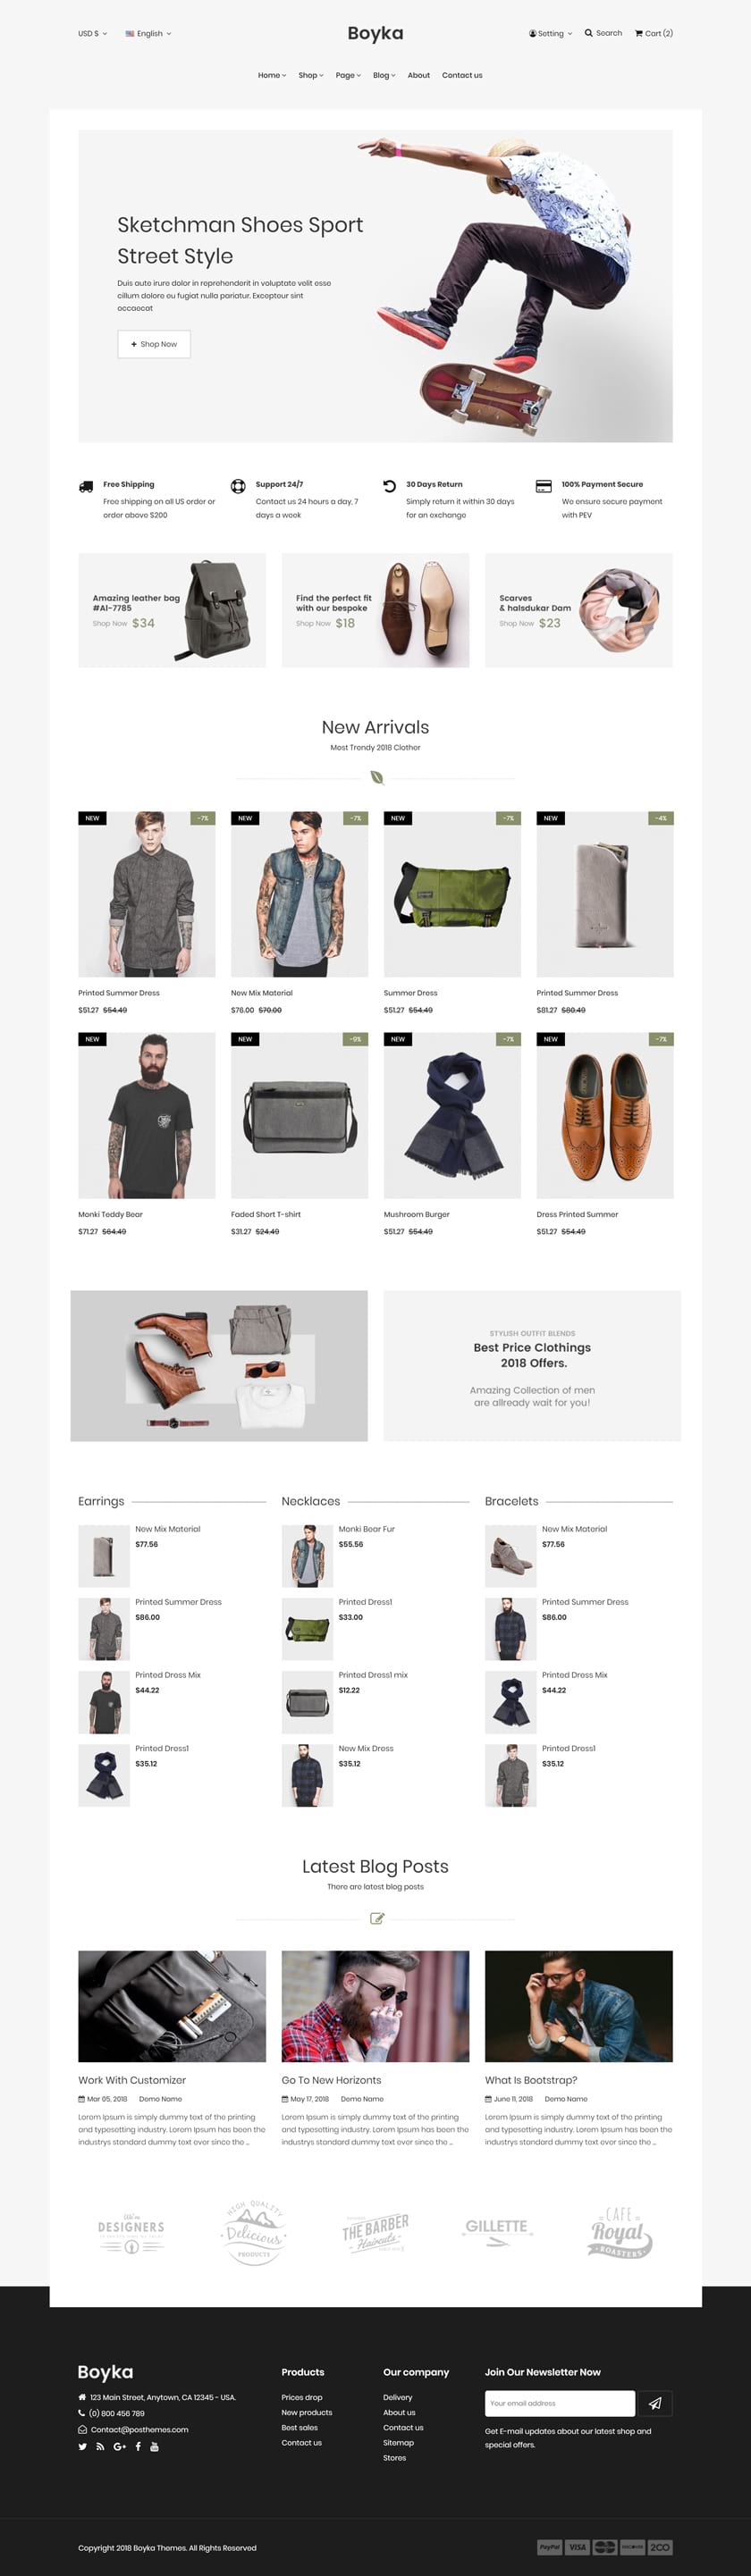 USD $
English
Boyka
Setting
Search
Cart (2)
Home
Shop
Page
Blog
About
Contact us
Sketchman Shoes Sport
Street Style
Duis aute irure dolor in reprehenderit in voluptate velit esse
cillum dolore eu fugiat nulla pariatur. Excepteur sint
occaecat
+ Shop Now
Free Shipping
Free shipping on all US order or
order above $200
Support 24/7
Contact us 24 hours a day, 7
days a week
30 Days Return
Simply return it within 30 days
for an exchange
100% Payment Secure
We ensure secure payment
with PEV
Amazing leather bag
#Al-7785
Shop Now $34
Find the perfect fit
with our bespoke
Shop Now $18
Scarves
& halsdukar Dam
Shop Now $23
New Arrivals
Most Trendy 2018 Clother
NEW -7%
NEW -7%
NEW -7%
NEW -4%
Printed Summer Dress
$51.27 $54.49
New Mix Material
$76.00 $70.00
Summer Dress
$51.27 $54.49
Printed Summer Dress
$81.27 $80.49
NEW
NEW
NEW -7%
NEW -7%
Monki Teddy Bear
$71.27 $64.49
Faded Short T-shirt
$31.27 $24.49
Mushroom Burger
$51.27 $54.49
Dress Printed Summer
$51.27 $54.49
STYLISH OUTFIT BLENDS
Best Price Clothings
2018 Offers.
Amazing Collection of men
are allready wait for you!
Earrings
New Mix Material
$77.56
Printed Summer Dress
$86.00
Printed Dress Mix
$44.22
Printed Dress1
$35.12
Necklaces
Monki Bear Fur
$55.56
Printed Dress1
$33.00
Printed Dress1 mix
$12.22
New Mix Dress
$35.12
Bracelets
New Mix Material
$77.56
Printed Summer Dress
$86.00
Printed Dress Mix
$44.22
Printed Dress1
$35.12
Latest Blog Posts
There are latest blog posts
Work With Customizer
Mar 05, 2018 Demo Name
Lorem Ipsum is simply dummy text of the printing
and typesetting industry. Lorem Ipsum has been the
industrys standard dummy text ever since the ...
Go To New Horizonts
May 17, 2018 Demo Name
Lorem Ipsum is simply dummy text of the printing
and typesetting industry. Lorem Ipsum has been the
industrys standard dummy text ever since the ...
What Is Bootstrap?
June 11, 2018 Demo Name
Lorem Ipsum is simply dummy text of the printing
and typesetting industry. Lorem Ipsum has been the
industrys standard dummy text ever since the ...
DESIGNERS
HIGH QUALITY
Delicious
PRODUCTS
THE BARBER
Haircuts
GILLETTE
CAFE
Royal
ROASTERS
Boyka
123 Main Street, Anytown, CA 12345 - USA.
(0) 800 456 789
Contact@posthemes.com
Products
Prices drop
New products
Best sales
Contact us
Our company
Delivery
About us
Contact us
Sitemap
Stores
Join Our Newsletter Now
Your email address
Get E-mail updates about our latest shop and
special offers.
Copyright 2018 Boyka Themes. All Rights Reserved
PayPal VISA DISCOVER 2CO